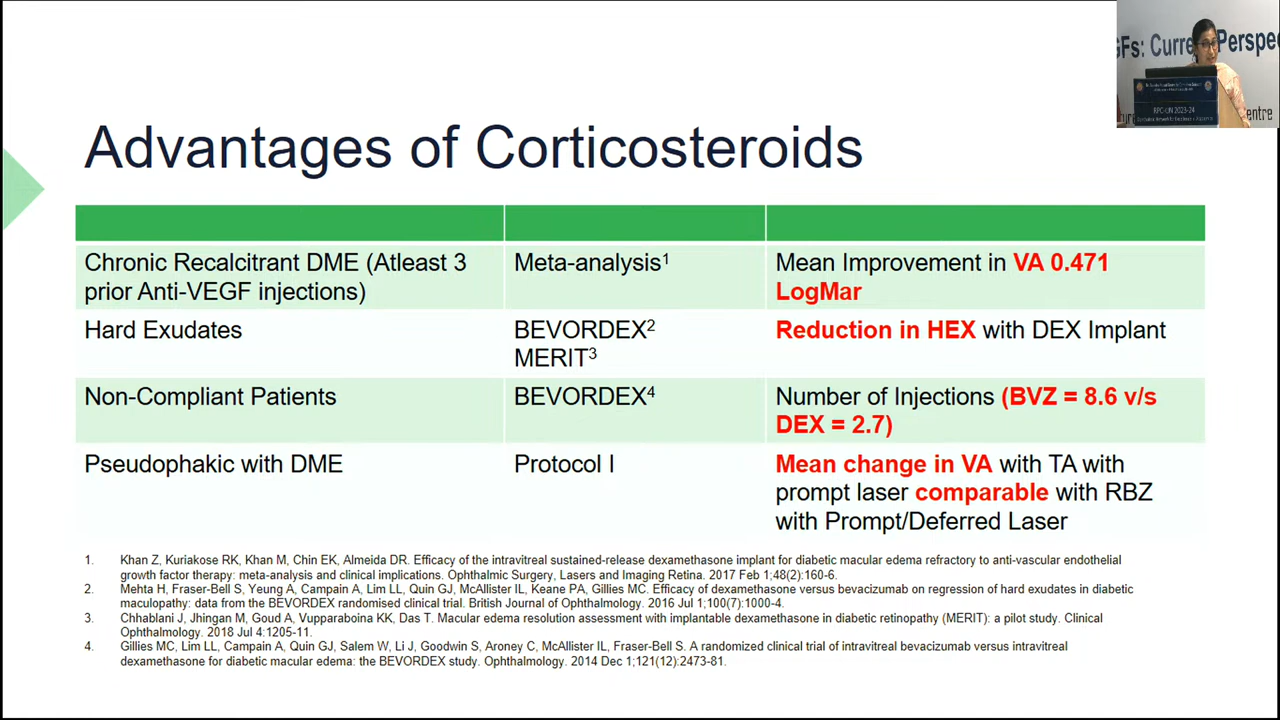 GFs: Current Perspe
RPC-UN 2023-24
entre
Advantages of Corticosteroids
Chronic Recalcitrant DME (Atleast 3
prior Anti-VEGF injections)
Meta-analysis1
Mean Improvement in VA 0.471
LogMar
Hard Exudates
BEVORDEX2
MERIT3
Reduction in HEX with DEX Implant
Non-Compliant Patients
BEVORDEX4
Number of Injections (BVZ = 8.6 v/s
DEX = 2.7)
Pseudophakic with DME
Protocol I
Mean change in VA with TA with
prompt laser comparable with RBZ
with Prompt/Deferred Laser
1. Khan Z, Kuriakose RK, Khan M, Chin EK, Almeida DR. Efficacy of the intravitreal sustained-release dexamethasone implant for diabetic macular edema refractory to anti-vascular endothelial
growth factor therapy: meta-analysis and clinical implications. Ophthalmic Surgery, Lasers and Imaging Retina. 2017 Feb 1;48(2):160-6.
2. Mehta H, Fraser-Bell S, Yeung A, Campain A, Lim LL, Quin GJ, McAllister IL, Keane PA, Gillies MC. Efficacy of dexamethasone versus bevacizumab on regression of hard exudates in diabetic
maculopathy: data from the BEVORDEX randomised clinical trial. British Journal of Ophthalmology. 2016 Jul 1;100(7):1000-4.
3. Chhablani J, Jhingan M, Goud A, Vupparaboina KK, Das T. Macular edema resolution assessment with implantable dexamethasone in diabetic retinopathy (MERIT): a pilot study. Clinical
Ophthalmology. 2018 Jul 4:1205-11.
4. Gillies MC, Lim LL, Campain A, Quin GJ, Salem W, Li J, Goodwin S, Aroney C, McAllister IL, Fraser-Bell S. A randomized clinical trial of intravitreal bevacizumab versus intravitreal
dexamethasone for diabetic macular edema: the BEVORDEX study. Ophthalmology. 2014 Dec 1;121(12):2473-81.